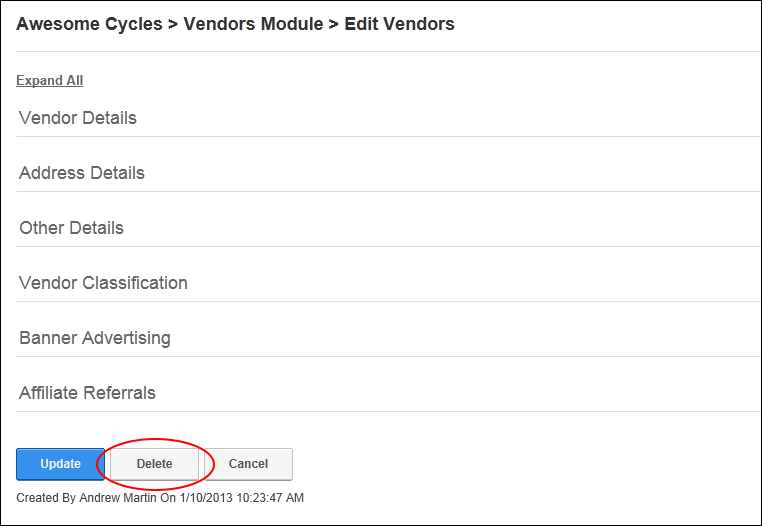 Awesome Cycles > Vendors Module > Edit Vendors
Expand All
Vendor Details
Address Details
Other Details
Vendor Classification
Banner Advertising
Affiliate Referrals
Update Delete Cancel
Created By Andrew Martin On 1/10/2013 10:23:47 AM